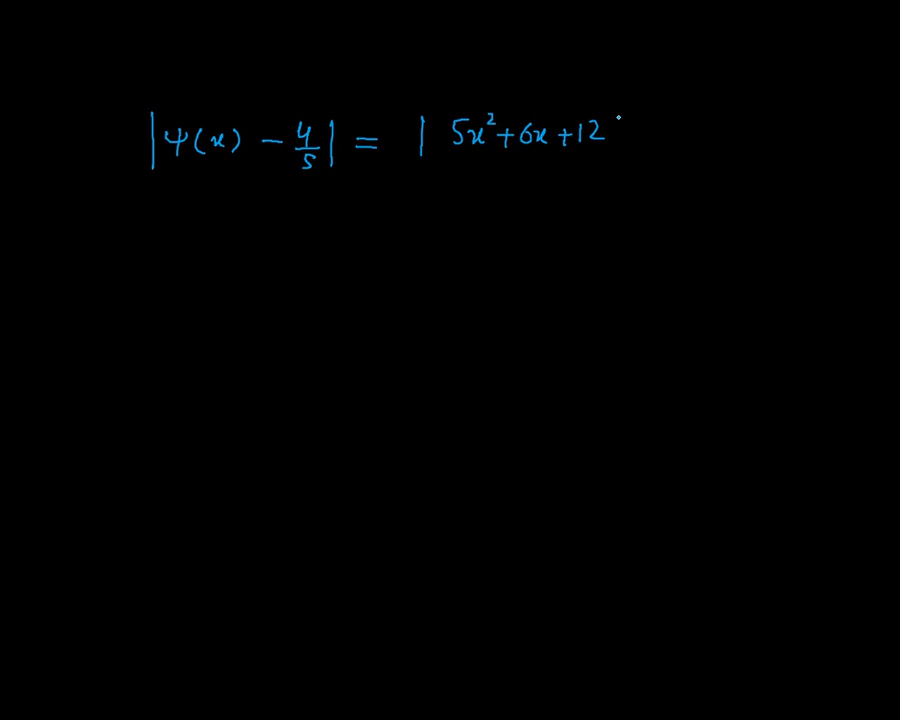 |ψ(x) - 4/5| = | 5x²+6x+12